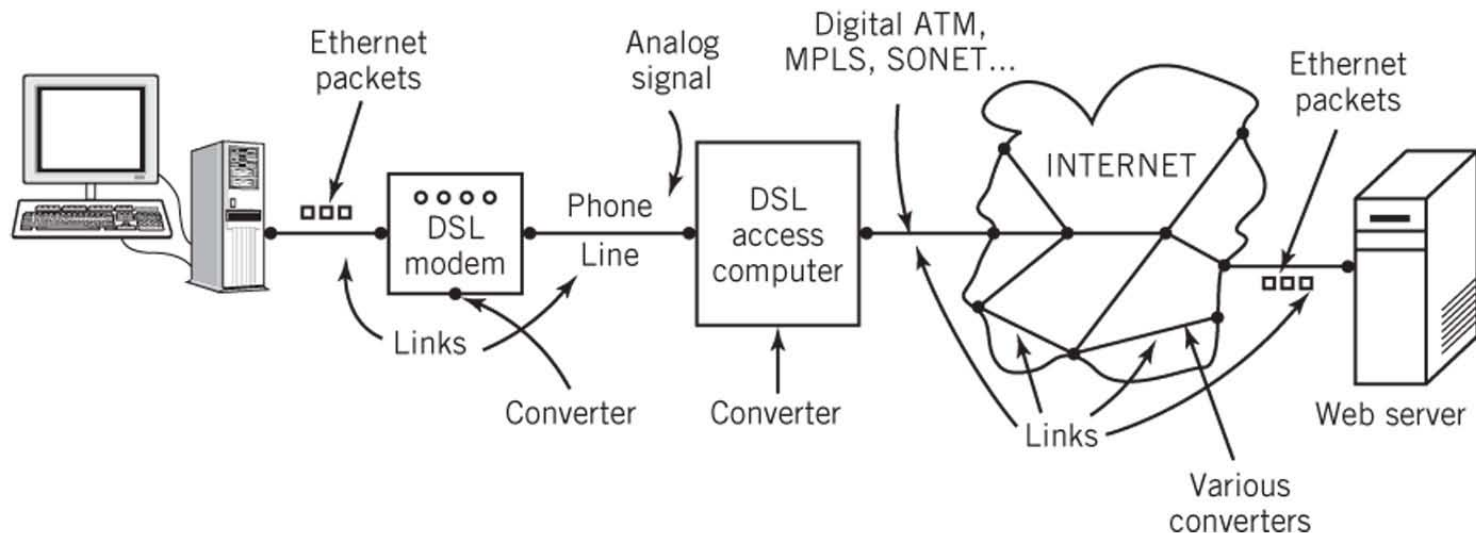 Ethernet
packets
Analog
signal
Digital ATM,
MPLS, SONET...
Ethernet
packets
INTERNET
DSL
modem
Phone
Line
DSL
access
computer
Links
Converter
Converter
Links
Web server
Various
converters